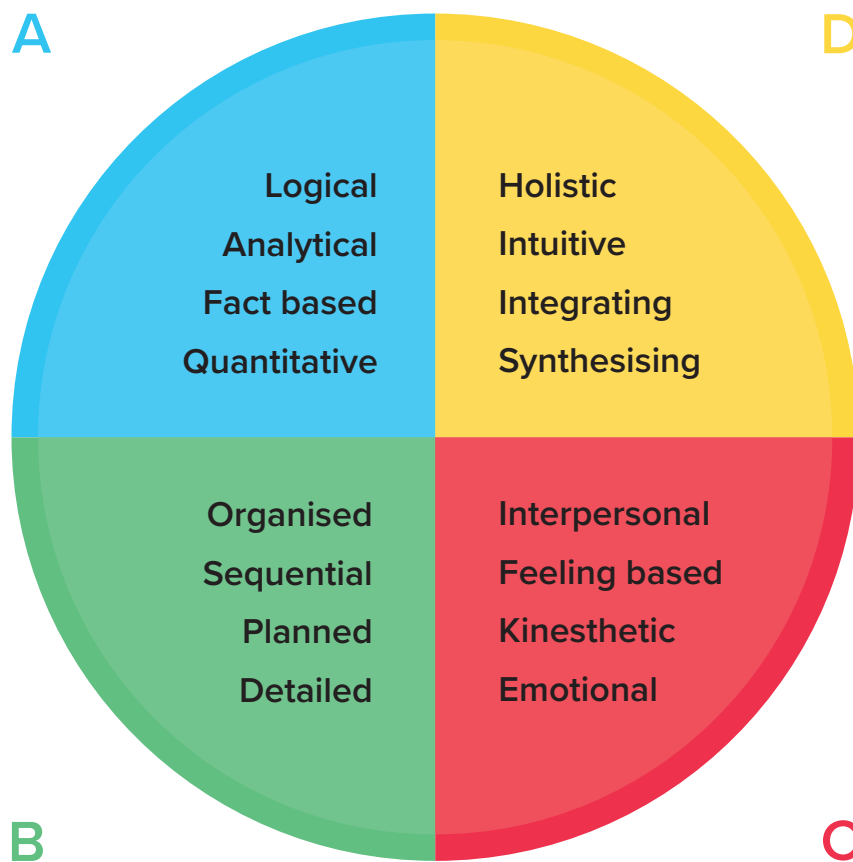 A
D
Logical
Analytical
Fact based
Quantitative
Holistic
Intuitive
Integrating
Synthesising
Organised
Sequential
Planned
Detailed
Interpersonal
Feeling based
Kinesthetic
Emotional
B
C